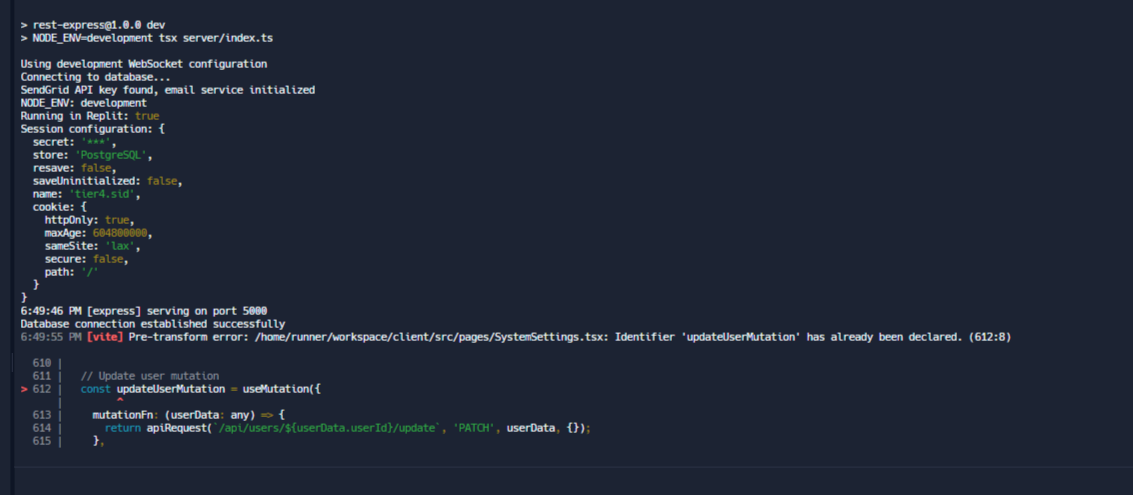 > rest-express@1.0.0 dev
> NODE_ENV=development tsx server/index.ts
Using development WebSocket configuration
Connecting to database...
SendGrid API key found, email service initialized
NODE_ENV: development
Running in Replit: true
Session configuration: {
  secret: '***',
  store: 'PostgreSQL',
  resave: false,
  saveUninitialized: false,
  name: 'tier4.sid',
  cookie: {
    httpOnly: true,
    maxAge: 604800000,
    sameSite: 'lax',
    secure: false,
    path: '/'
  }
}
6:49:46 PM [express] serving on port 5000
Database connection established successfully
6:49:55 PM [vite] Pre-transform error: /home/runner/workspace/client/src/pages/SystemSettings.tsx: Identifier 'updateUserMutation' has already been declared. (612:8)
  610 |
  611 |   // Update user mutation
> 612 |   const updateUserMutation = useMutation({
      |         ^
  613 |     mutationFn: (userData: any) => {
  614 |       return apiRequest(`/api/users/${userData.userId}/update`, 'PATCH', userData, {});
  615 |     },